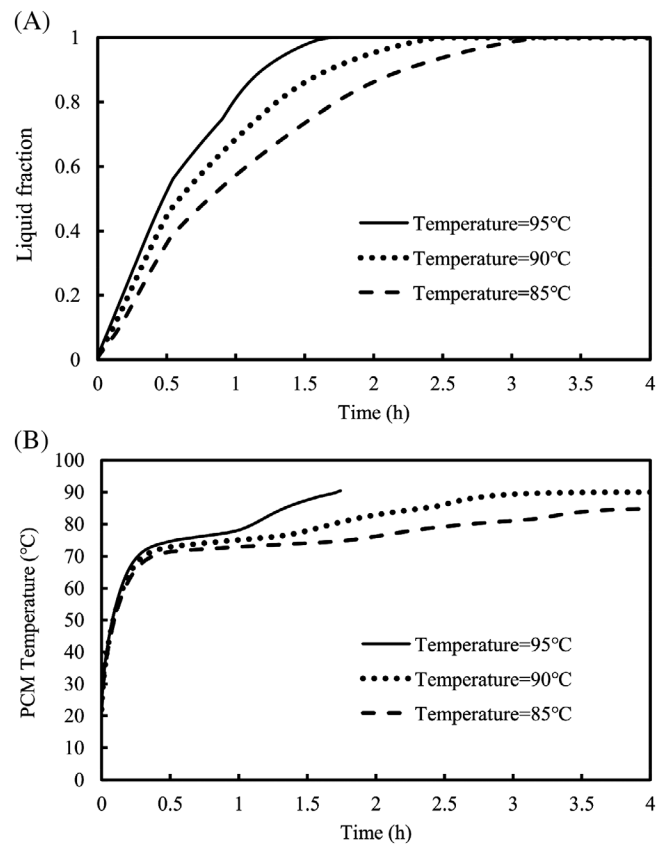 (A)
Liquid fraction
1
0.8
0.6
0.4
0.2
0
0 0.5 1 1.5 2 2.5 3 3.5 4
Time (h)
Temperature=95℃
Temperature=90℃
Temperature=85℃
(B)
PCM Temperature (℃)
100
90
80
70
60
50
40
30
20
10
0
0 0.5 1 1.5 2 2.5 3 3.5 4
Time (h)
Temperature=95℃
Temperature=90℃
Temperature=85℃